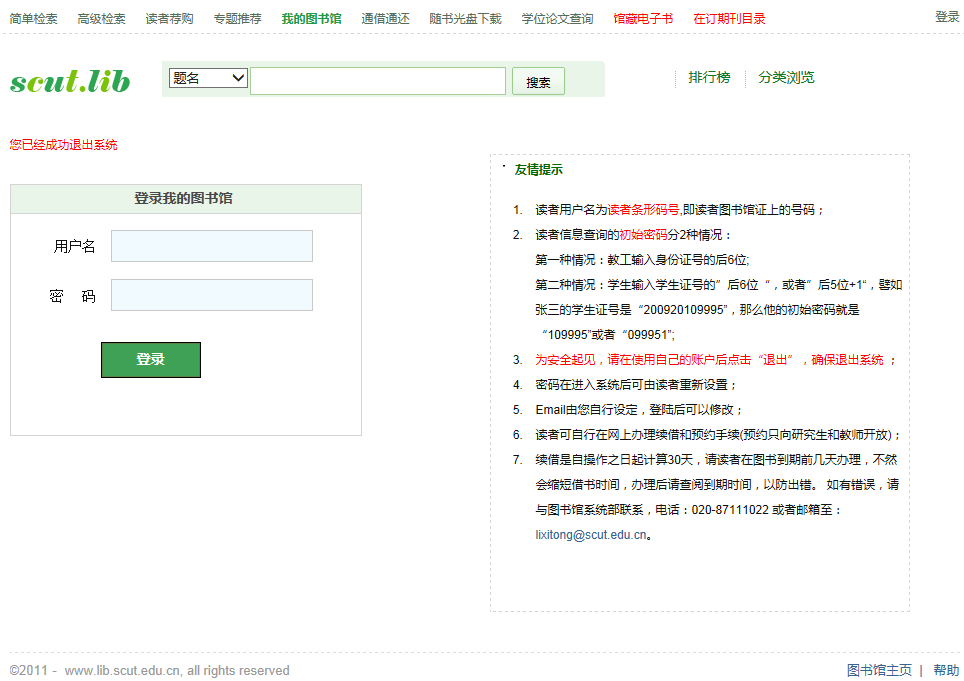 简单检索 高级检索 读者荐购 专题推荐 我的图书馆 通借通还 随书光盘下载 学位论文查询 馆藏电子书 在订期刊目录 登录
scut.lib 题名 搜索 排行榜 分类浏览
您已经成功退出系统
登录我的图书馆
用户名
密 码
登录
· 友情提示
1. 读者用户名为读者条形码号,即读者图书馆证上的号码；
2. 读者信息查询的初始密码分2种情况：
第一种情况：教工输入身份证号的后6位;
第二种情况：学生输入学生证号的”后6位“，或者”后5位+1“，譬如
张三的学生证号是“200920109995”，那么他的初始密码就是
“109995”或者“099951”;
3. 为安全起见，请在使用自己的账户后点击“退出”，确保退出系统 ；
4. 密码在进入系统后可由读者重新设置；
5. Email由您自行设定，登陆后可以修改；
6. 读者可自行在网上办理续借和预约手续(预约只向研究生和教师开放)；
7. 续借是自操作之日起计算30天，请读者在图书到期前几天办理，不然
会缩短借书时间，办理后请查阅到期时间，以防出错。 如有错误，请
与图书馆系统部联系，电话：020-87111022 或者邮箱至：
lixitong@scut.edu.cn。
©2011 - www.lib.scut.edu.cn, all rights reserved 图书馆主页 | 帮助